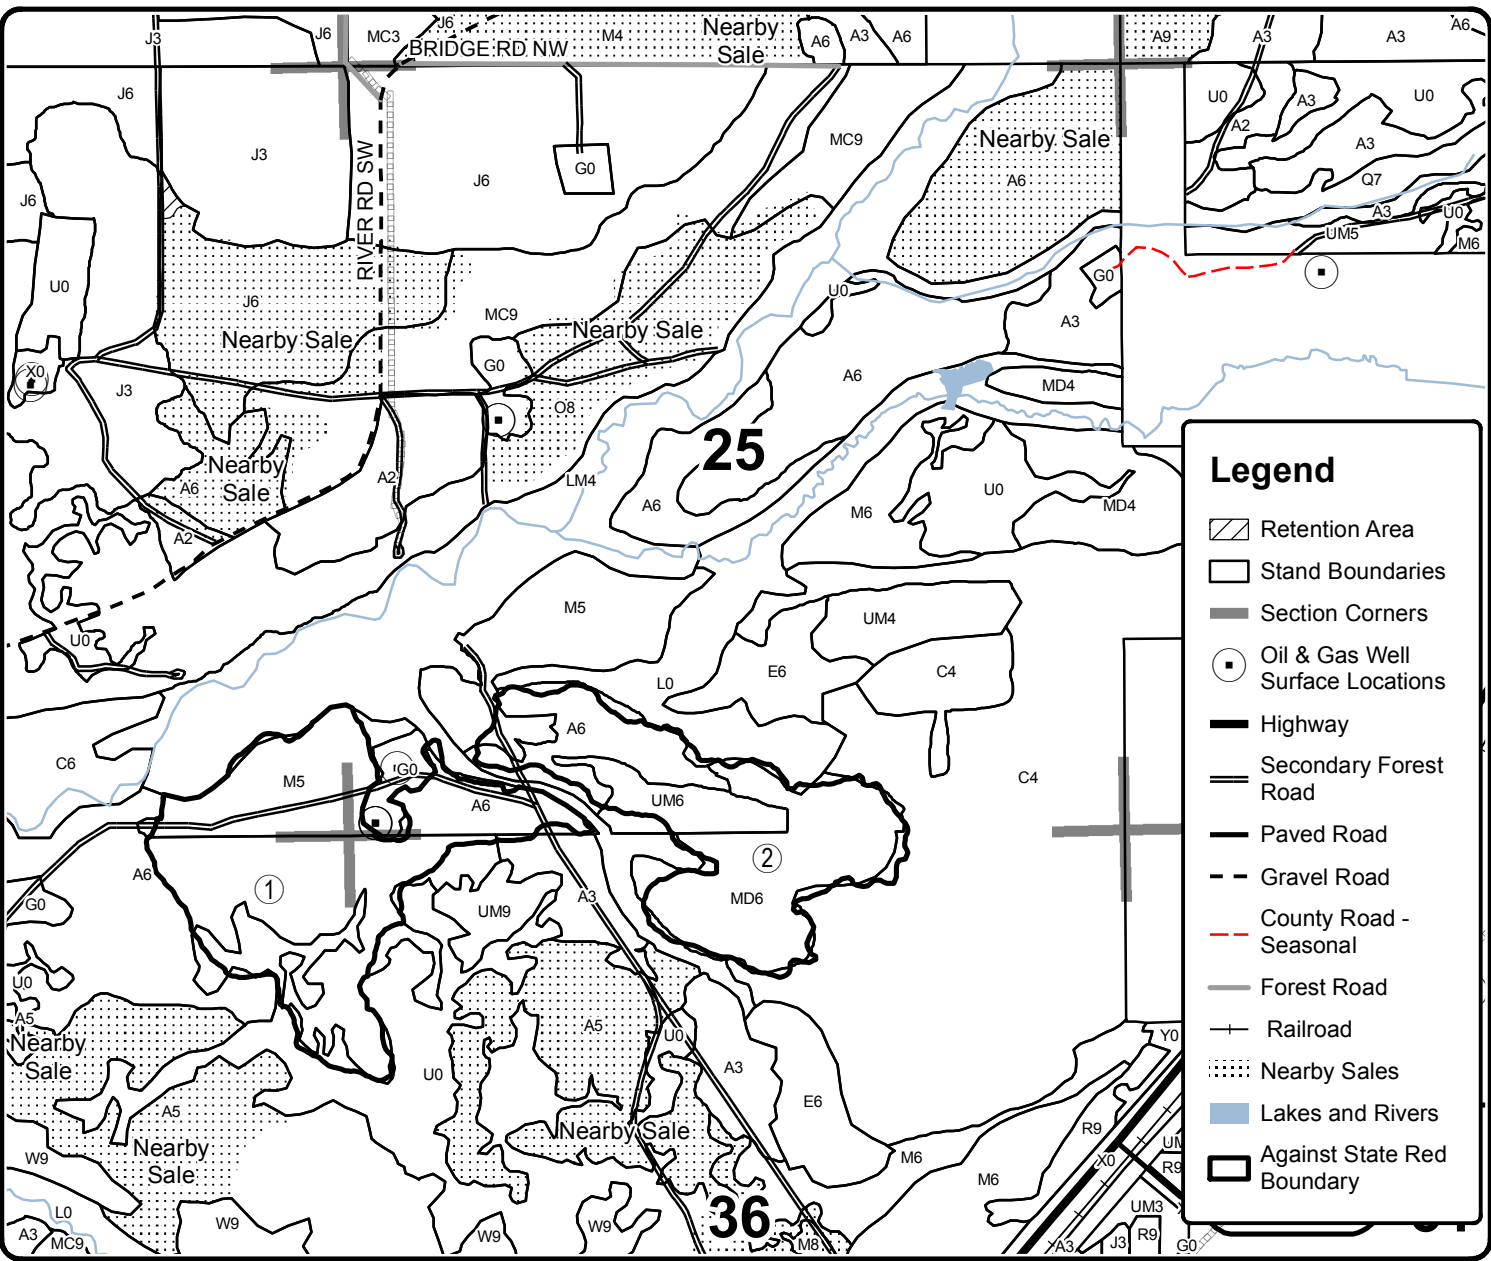 J3
J6
MC3
J6
BRIDGE RD NW
M4
Nearby
Sale
A6
A3
A6
A9
A3
A3
A6
J6
J3
J6
G0
MC9
Nearby Sale
A6
U0
A3
U0
A2
A3
Q7
A3
U0
UM5
M6
J6
U0
RIVER RD SW
J6
Nearby Sale
MC9
Nearby Sale
U0
G0
A3
X0
J3
G0
O8
A6
MD4
Nearby
Sale
A6
A2
A2
LM4
25
A6
M6
U0
MD4
U0
M5
UM4
E6
C4
L0
C6
M5
G0
A6
A6
UM6
C4
A6
1
2
MD6
G0
UM9
A3
U0
A5
Nearby
Sale
A5
U0
U0
A3
E6
Y0
A5
Nearby
Sale
Nearby Sale
W9
M6
M6
R9
X0
UM
R9
UM3
R9
J3
A3
G0
L0
A3
MC9
W9
W9
W9
36
M8
Legend
Retention Area
Stand Boundaries
Section Corners
Oil & Gas Well
Surface Locations
Highway
Secondary Forest
Road
Paved Road
Gravel Road
County Road -
Seasonal
Forest Road
Railroad
Nearby Sales
Lakes and Rivers
Against State Red
Boundary